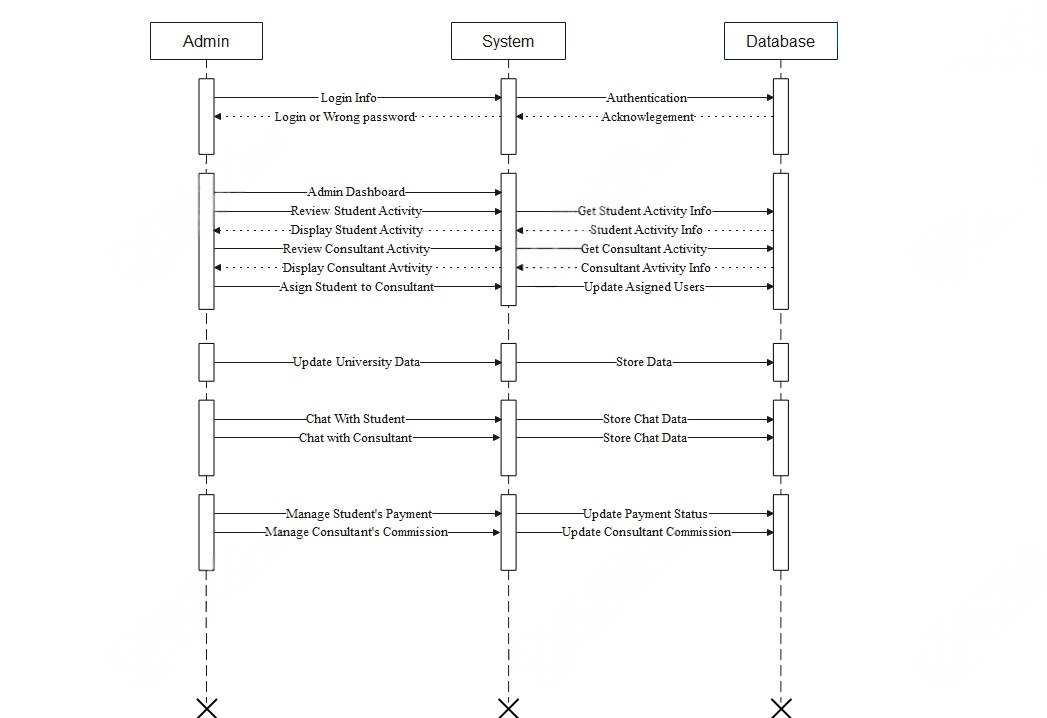 Admin System Database
Login Info Authentication
Login or Wrong password Acknowlegement
Admin Dashboard
Review Student Activity Get Student Activity Info
Display Student Activity Student Activity Info
Review Consultant Activity Get Consultant Activity
Display Consultant Avtivity Consultant Avtivity Info
Asign Student to Consultant Update Asigned Users
Update University Data Store Data
Chat With Student Store Chat Data
Chat with Consultant Store Chat Data
Manage Student's Payment Update Payment Status
Manage Consultant's Commission Update Consultant Commission